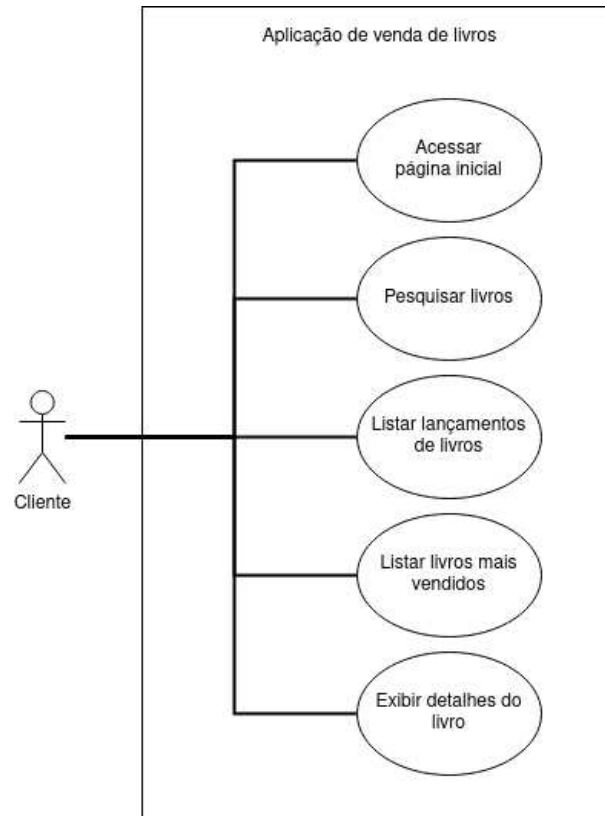 Aplicação de venda de livros
Acessar
página inicial
Pesquisar livros
Listar lançamentos
de livros
Cliente
Listar livros mais
vendidos
Exibir detalhes do
livro